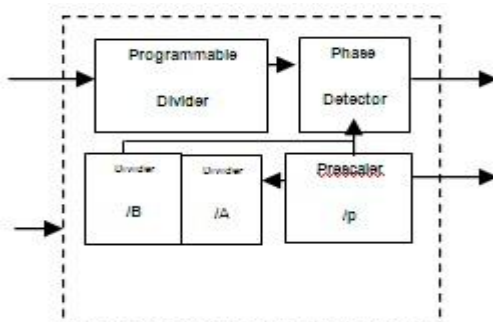 Programmable
Divider
Phase
Detector
Divider
/B
Divider
/A
Prescaler
/p